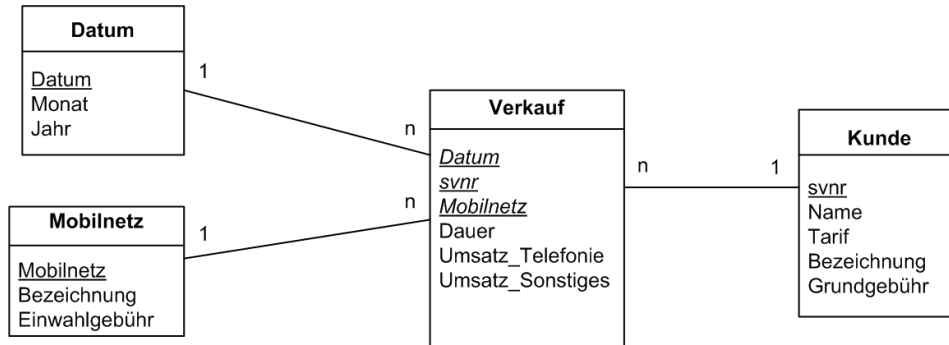 Datum
Datum
Monat
Jahr
1
n
Mobilnetz
Mobilnetz
Bezeichnung
Einwahlgebühr
1
n
Verkauf
Datum
svnr
Mobilnetz
Dauer
Umsatz_Telefonie
Umsatz_Sonstiges
n
1
Kunde
svnr
Name
Tarif
Bezeichnung
Grundgebühr